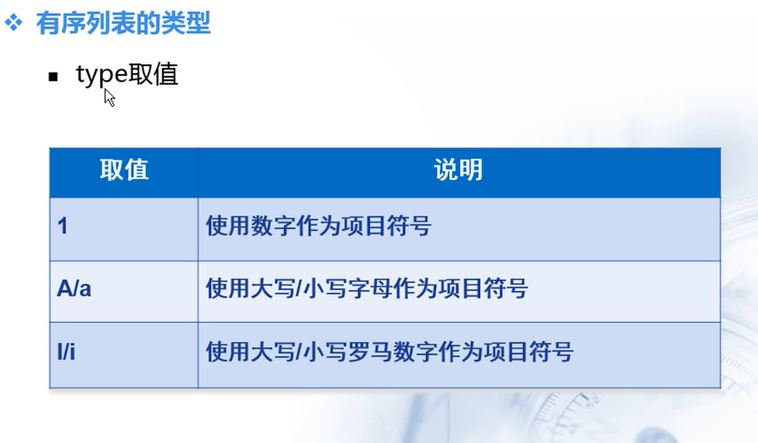 有序列表的类型
type取值
取值 说明
1 使用数字作为项目符号
A/a 使用大写/小写字母作为项目符号
I/i 使用大写/小写罗马数字作为项目符号